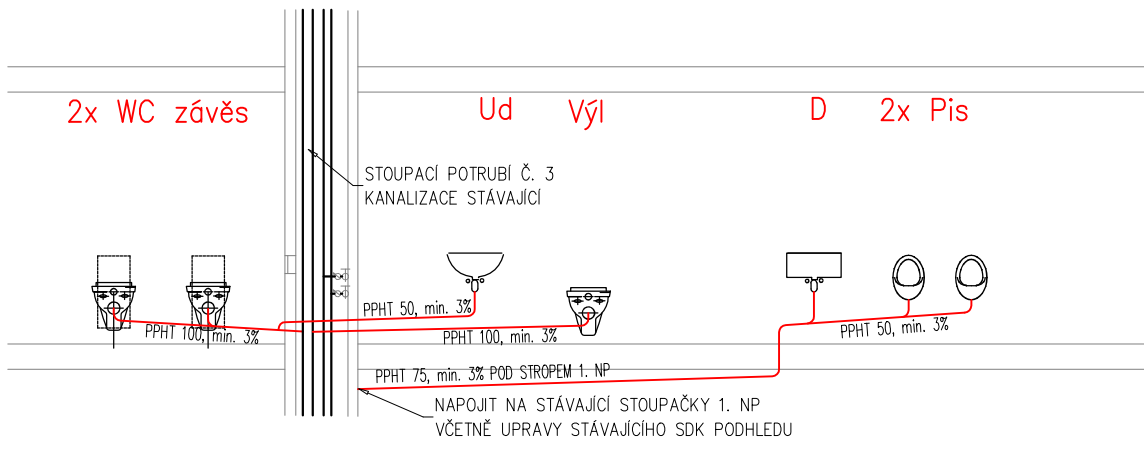 2x WC závěs
Ud
Výl
D
2x Pis
STOUPACÍ POTRUBÍ Č. 3
KANALIZACE STÁVAJÍCÍ
PPHT 50, min. 3%
PPHT 100, min. 3%
PPHT 100, min. 3%
PPHT 50, min. 3%
PPHT 75, min. 3% POD STROPEM 1. NP
NAPOJIT NA STÁVAJÍCÍ STOUPAČKY 1. NP
VČETNĚ UPRAVY STÁVAJÍCÍHO SDK PODHLEDU